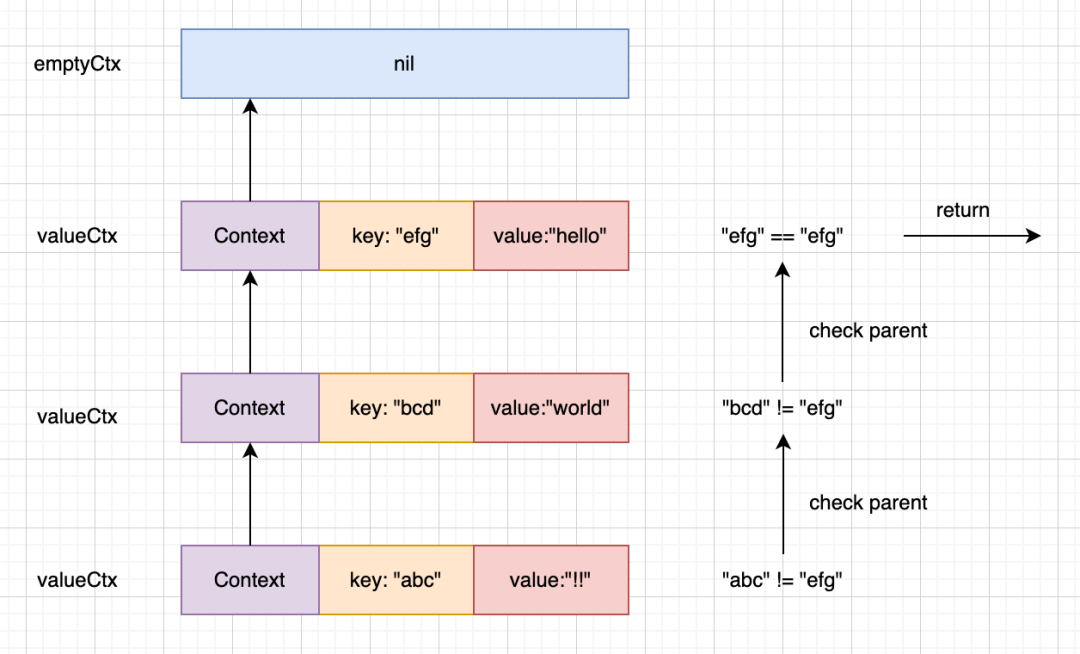 emptyCtx
nil
return
valueCtx
Context
key: "efg"
value:"hello"
"efg" == "efg"
check parent
valueCtx
Context
key: "bcd"
value:"world"
"bcd" != "efg"
check parent
valueCtx
Context
key: "abc"
value:"!!"
"abc" != "efg"